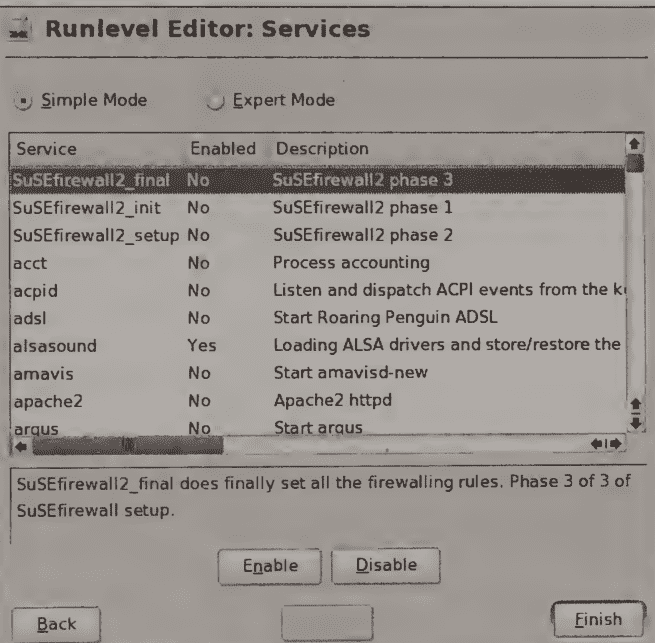 Runlevel Editor: Services
Simple Mode Expert Mode
Service Enabled Description
SuSEfirewall2_final No SuSEfirewall2 phase 3
SuSEfirewall2_init No SuSEfirewall2 phase 1
SuSEfirewall2_setup No SuSEfirewall2 phase 2
acct No Process accounting
acpid No Listen and dispatch ACPI events from the k
adsl No Start Roaring Penguin ADSL
alsasound Yes Loading ALSA drivers and store/restore the
amavis No Start amavisd-new
apache2 No Apache2 httpd
argus No Start argus
SuSEfirewall2_final does finally set all the firewalling rules. Phase 3 of 3 of
SuSEfirewall setup.
Enable Disable
Back Finish